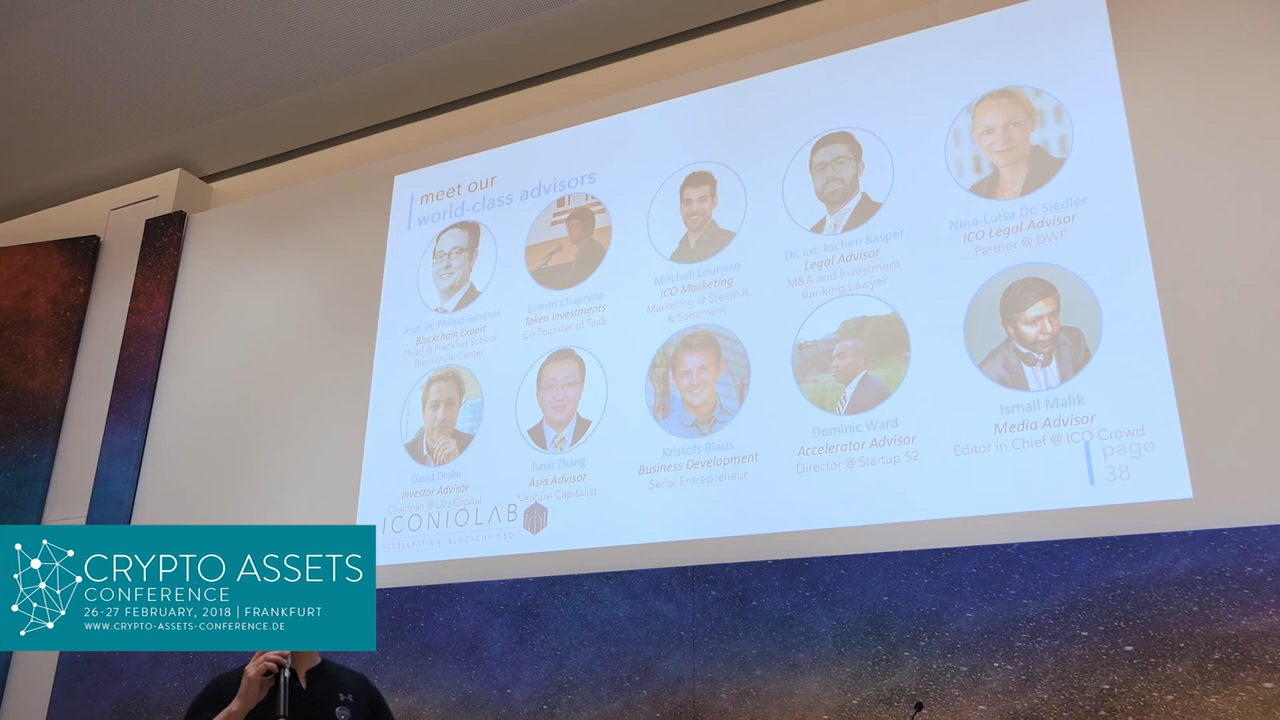 meet our
world-class advisors
Prof. Dr. Philipp Sandner
Blockchain Expert
Head @ Frankfurt School
Blockchain Center
Dimitri Chupryna
Token Investments
Co-Founder of TaaS
Mitchell Louriero
ICO Marketing
Marketing @ Steem.it
& Santiment
Dr. iur. Jochen Kasper
Legal Advisor
M&A and Investment
Banking Lawyer
Nina-Luisa Dr. Siedler
ICO Legal Advisor
Partner @ DWF
David Drake
Investor Advisor
Chairman @ LDJ Capital
Junxi Zhang
Asia Advisor
Venture Capitalist
Kristofs Blaus
Business Development
Serial Entrepreneur
Dominic Ward
Accelerator Advisor
Director @ Startup 52
Ismail Malik
Media Advisor
Editor in Chief @ ICO Crowd
page
38
ICONIQLAB
ACCELERATION. BLOCKCHAINED.
CRYPTO ASSETS
CONFERENCE
26-27 FEBRUARY, 2018 | FRANKFURT
WWW.CRYPTO-ASSETS-CONFERENCE.DE